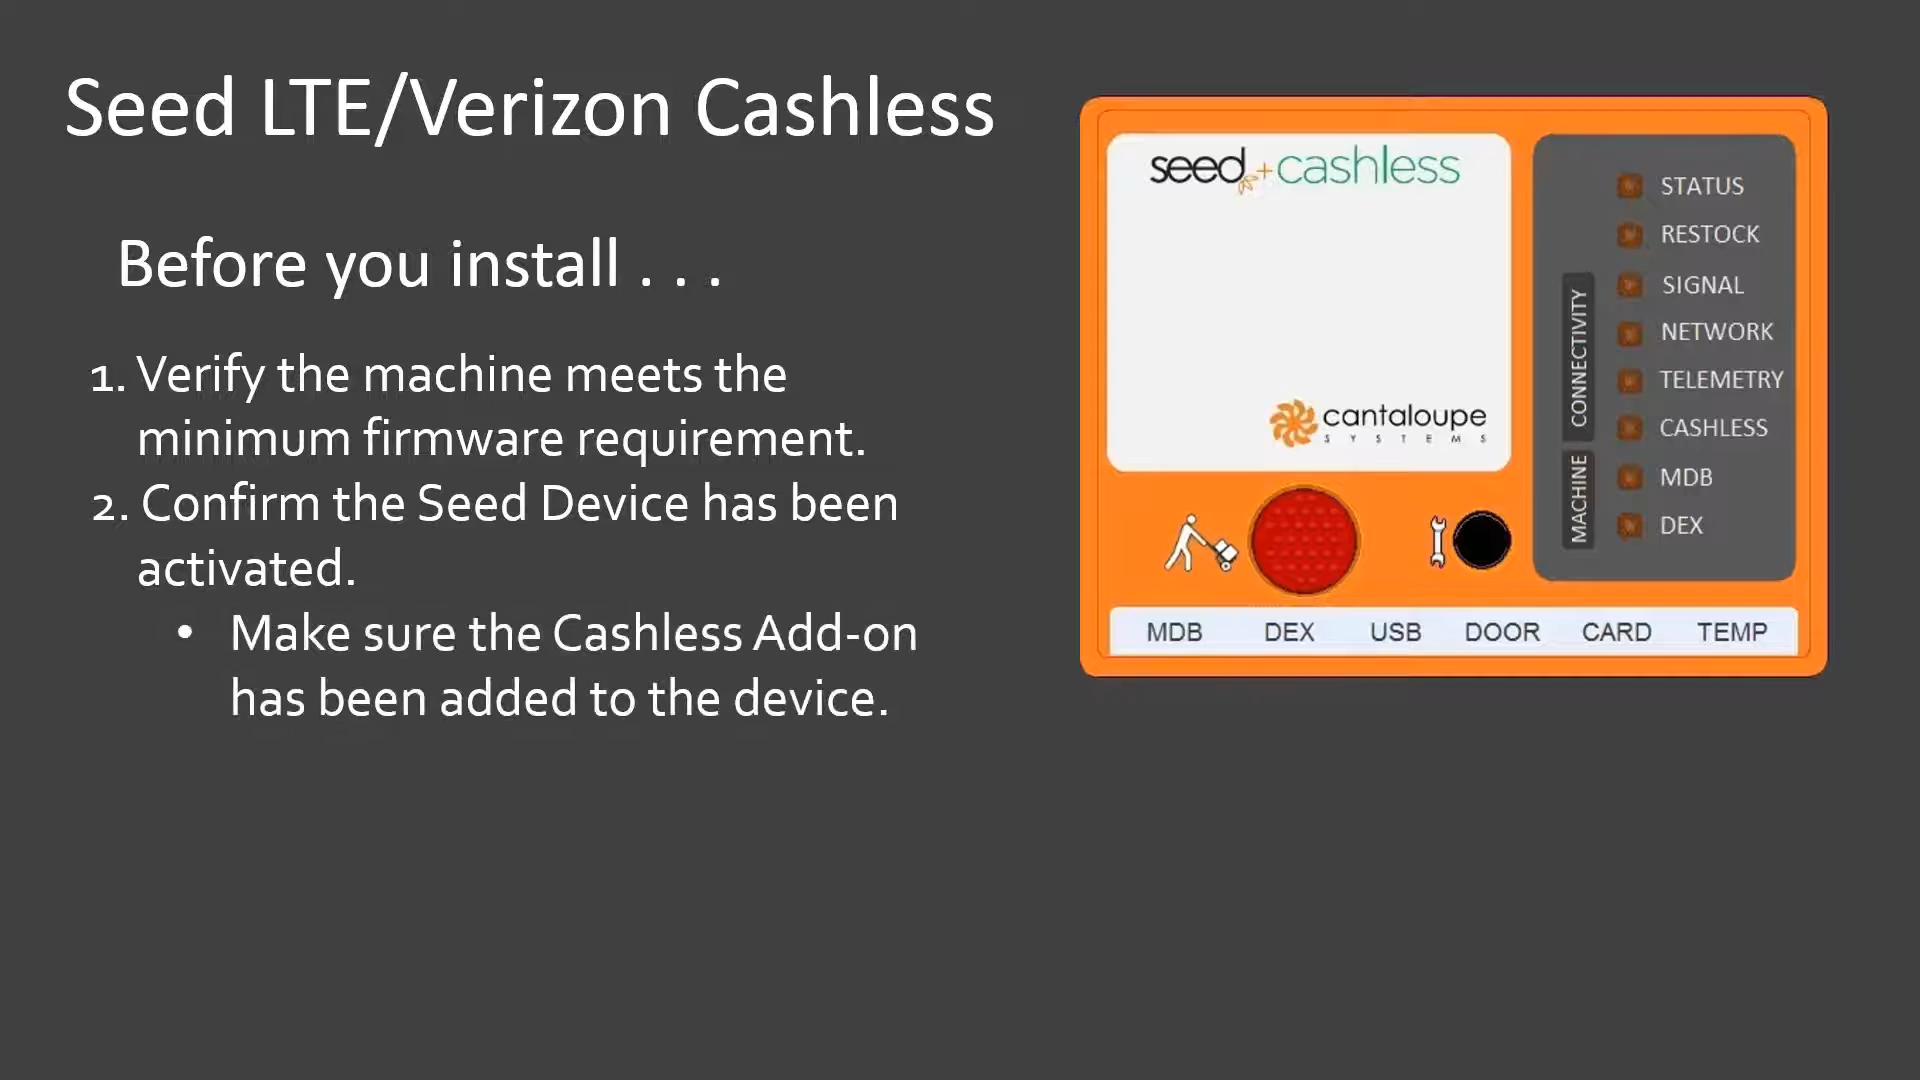 Seed LTE/Verizon Cashless
Before you install . . .
1. Verify the machine meets the
minimum firmware requirement.
2. Confirm the Seed Device has been
activated.
• Make sure the Cashless Add-on
has been added to the device.
seed+cashless
cantaloupe
SYSTEMS
STATUS
RESTOCK
CONNECTIVITY
SIGNAL
NETWORK
TELEMETRY
CASHLESS
MACHINE
MDB
DEX
MDB DEX USB DOOR CARD TEMP